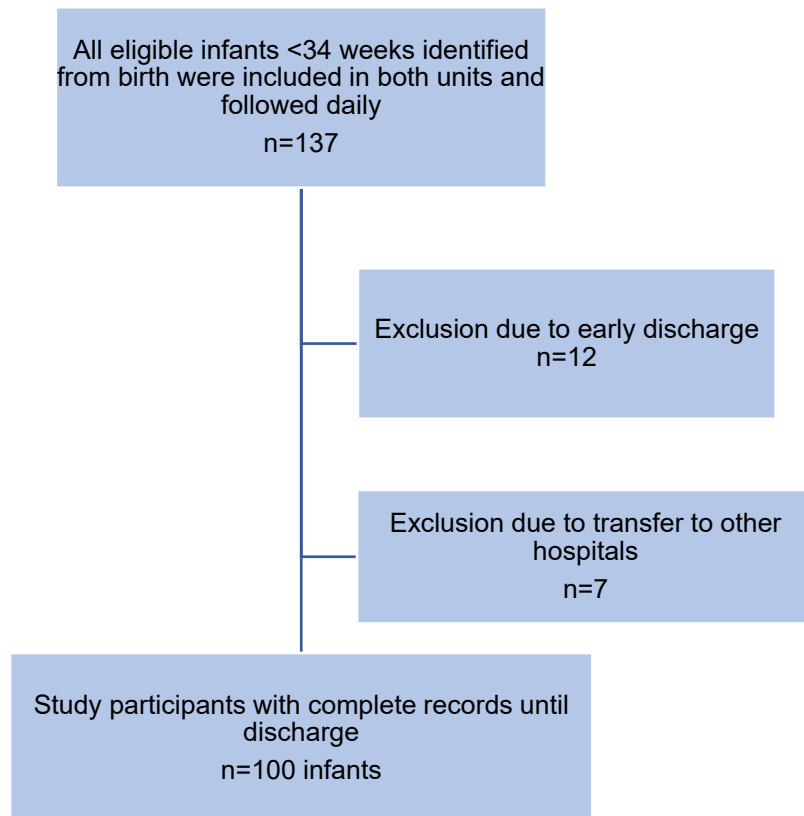 All eligible infants <34 weeks identified
from birth were included in both units and
followed daily
n=137
Exclusion due to early discharge
n=12
Exclusion due to transfer to other
hospitals
n=7
Study participants with complete records until
discharge
n=100 infants